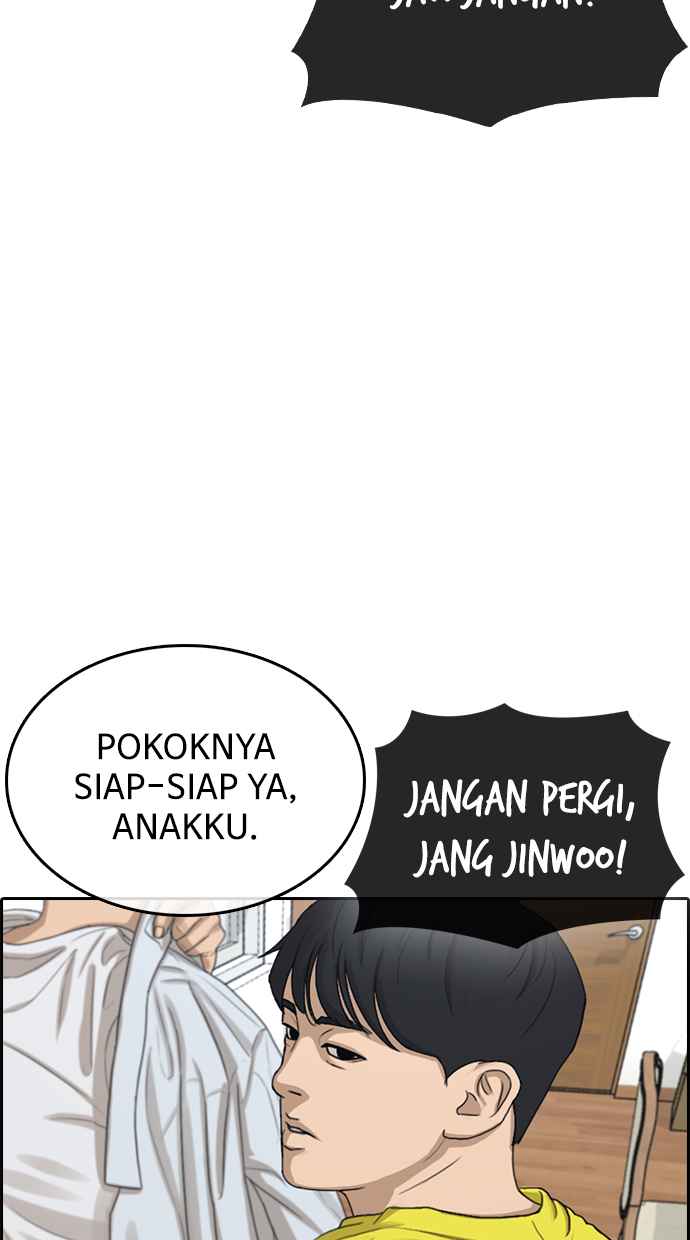 POKOKNYA
SIAP-SIAP YA,
ANAKKU.
JANGAN PERGI,
JANG JINWOO!